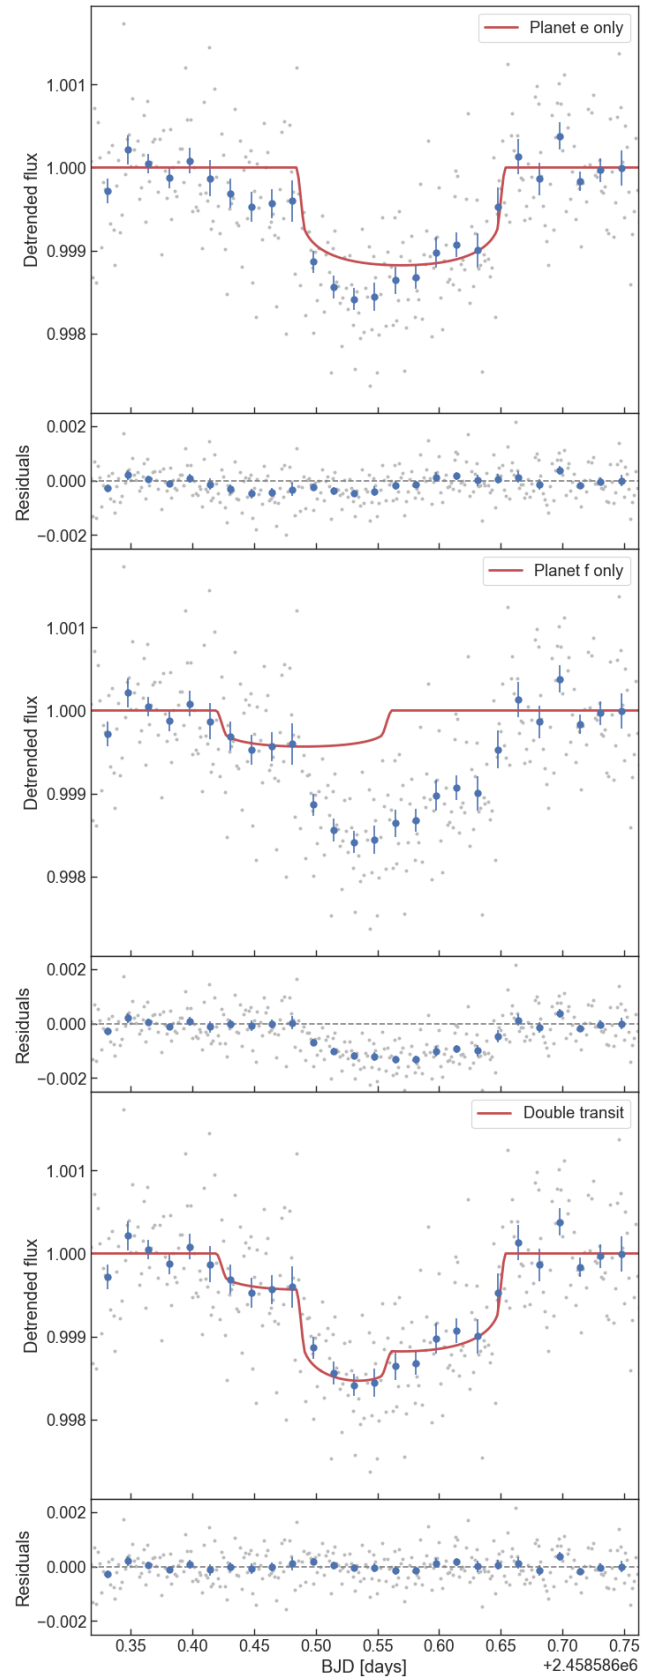 Planet e only
1.001
1.000
0.999
0.998
Detrended flux
0.002
0.000
−0.002
Residuals
Planet f only
1.001
1.000
0.999
0.998
Detrended flux
0.002
0.000
−0.002
Residuals
Double transit
1.001
1.000
0.999
0.998
Detrended flux
0.002
0.000
−0.002
Residuals
0.35 0.40 0.45 0.50 0.55 0.60 0.65 0.70 0.75
BJD [days]
+2.458586e6